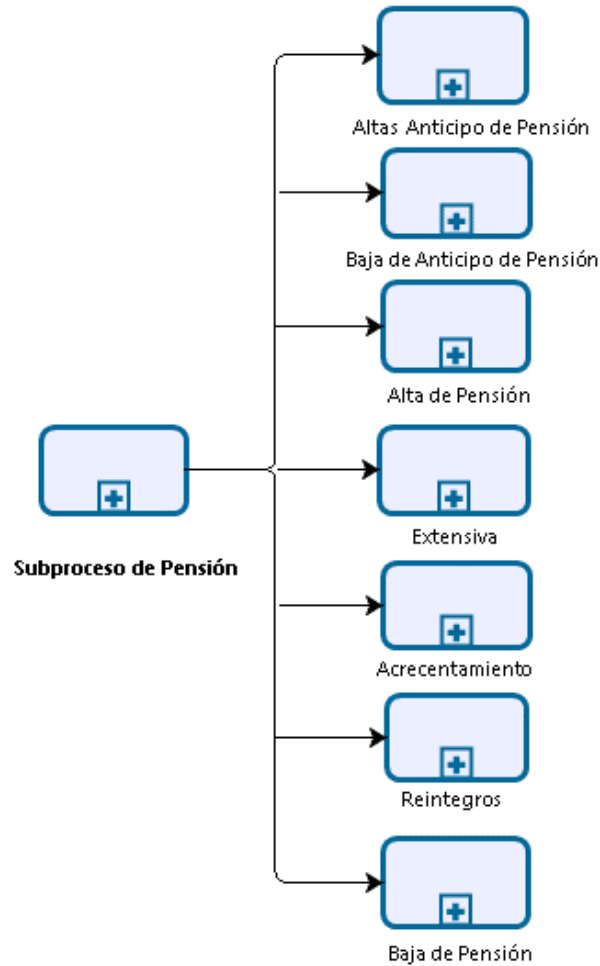 Altas Anticipo de Pensión
Baja de Anticipo de Pensión
Alta de Pensión
Extensiva
Subproceso de Pensión
Acrecentamiento
Reintegros
Baja de Pensión